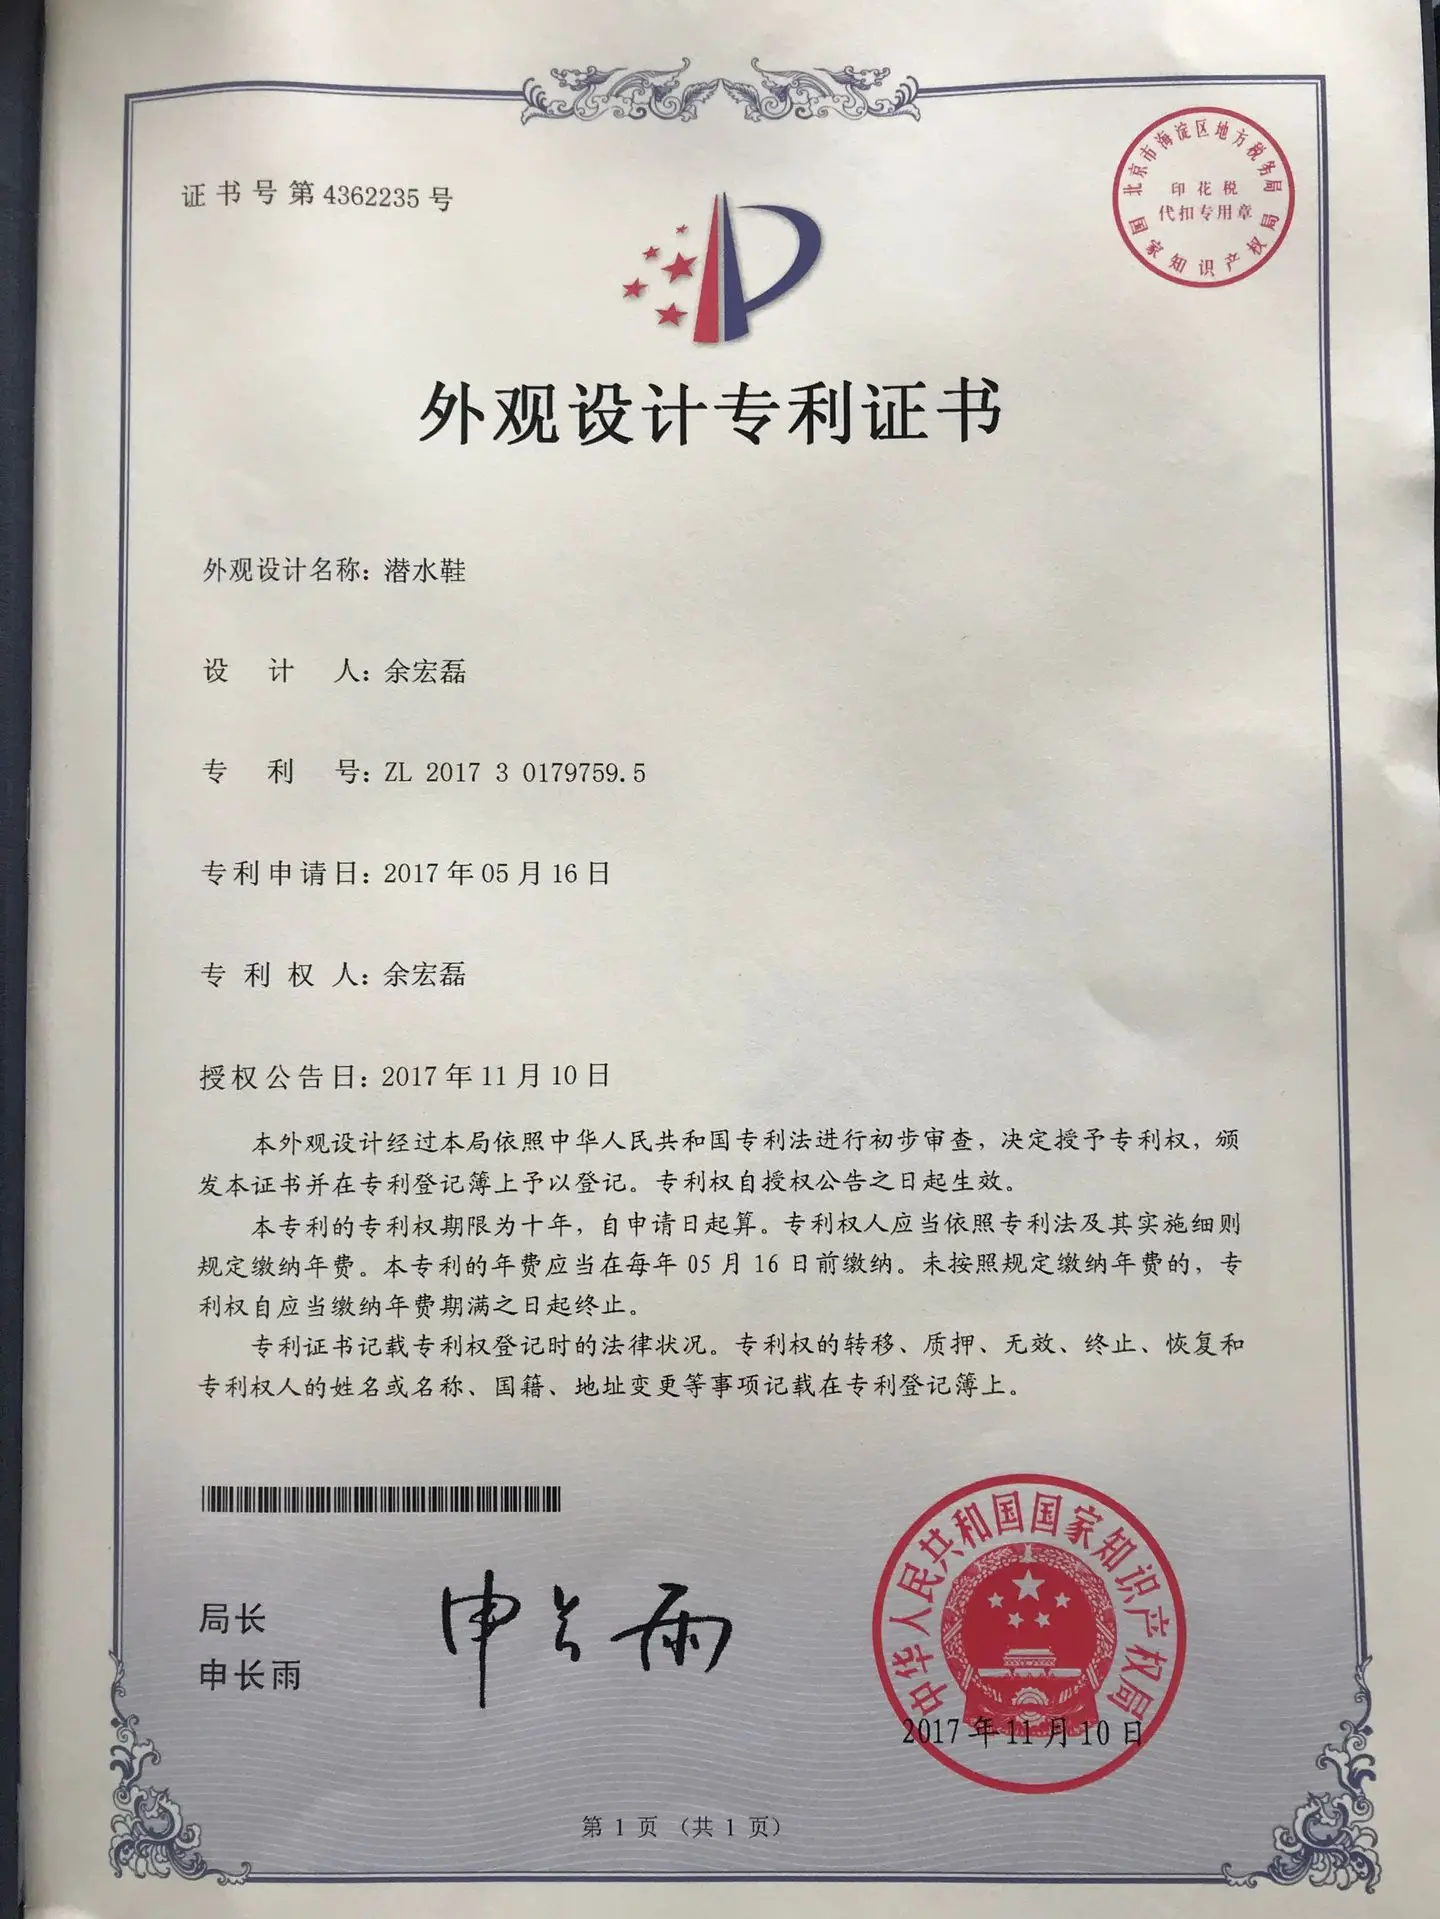 证书号第4362235号
北京市海淀区地方税务局
印花税
代扣专用章
国家知识产权局
外观设计专利证书
外观设计名称：潜水鞋
设计人：余宏磊
专利号：ZL 2017 3 0179759.5
专利申请日：2017年05月16日
专利权人：余宏磊
授权公告日：2017年11月10日
本外观设计经过本局依照中华人民共和国专利法进行初步审查，决定授予专利权，颁
发本证书并在专利登记簿上予以登记。专利权自授权公告之日起生效。
本专利的专利权期限为十年，自申请日起算。专利权人应当依照专利法及其实施细则
规定缴纳年费。本专利的年费应当在每年05月16日前缴纳。未按照规定缴纳年费的，专
利权自应当缴纳年费期满之日起终止。
专利证书记载专利权登记时的法律状况。专利权的转移、质押、无效、终止、恢复和
专利权人的姓名或名称、国籍、地址变更等事项记载在专利登记簿上。
局长
申长雨
申长雨
中华人民共和国国家知识产权局
2017年11月10日
第1页（共1页）